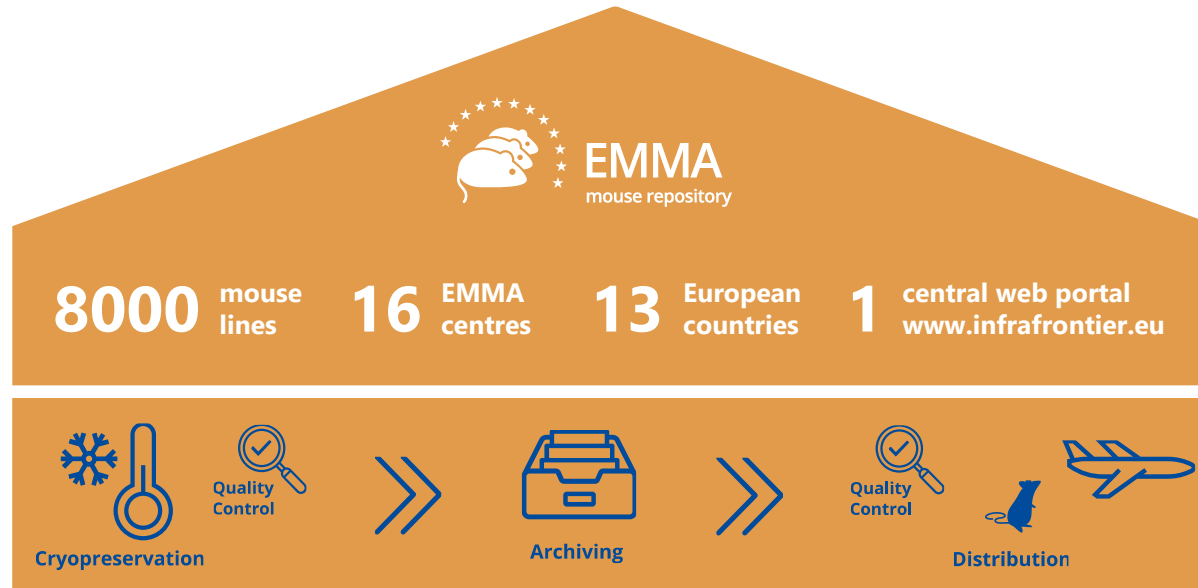 EMMA
mouse repository
8000 mouse lines
16 EMMA centres
13 European countries
1 central web portal
www.infrafrontier.eu
Quality
Control
Cryopreservation
Archiving
Quality
Control
Distribution